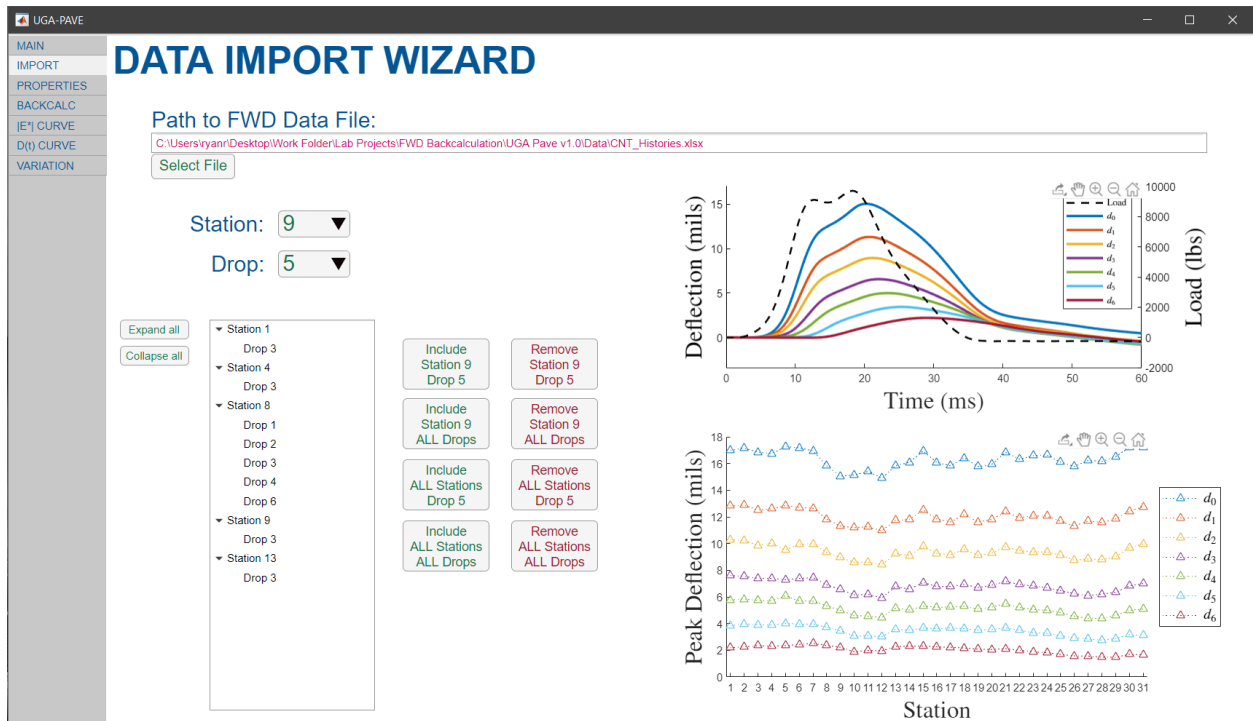 UGA-PAVE
MAIN
IMPORT
PROPERTIES
BACKCALC
|E*| CURVE
D(t) CURVE
VARIATION
DATA IMPORT WIZARD
Path to FWD Data File:
C:\Users\ryanr\Desktop\Work Folder\Lab Projects\FWD Backcalculation\UGA Pave v1.0\Data\CNT_Histories.xlsx
Select File
Station: 9
Drop: 5
Expand all
Collapse all
Station 1
Drop 3
Station 4
Drop 3
Station 8
Drop 1
Drop 2
Drop 3
Drop 4
Drop 6
Station 9
Drop 3
Station 13
Drop 3
Include
Station 9
Drop 5
Remove
Station 9
Drop 5
Include
Station 9
ALL Drops
Remove
Station 9
ALL Drops
Include
ALL Stations
Drop 5
Remove
ALL Stations
Drop 5
Include
ALL Stations
ALL Drops
Remove
ALL Stations
ALL Drops
Deflection (mils)
15
10
5
0
0 10 20 30 40 50 60
Time (ms)
Load (lbs)
10000
8000
6000
4000
2000
0
-2000
Load
d0
d1
d2
d3
d4
d5
d6
Peak Deflection (mils)
18
16
14
12
10
8
6
4
2
0
1 2 3 4 5 6 7 8 9 10 11 12 13 14 15 16 17 18 19 20 21 22 23 24 25 26 27 28 29 30 31
Station
d0
d1
d2
d3
d4
d5
d6